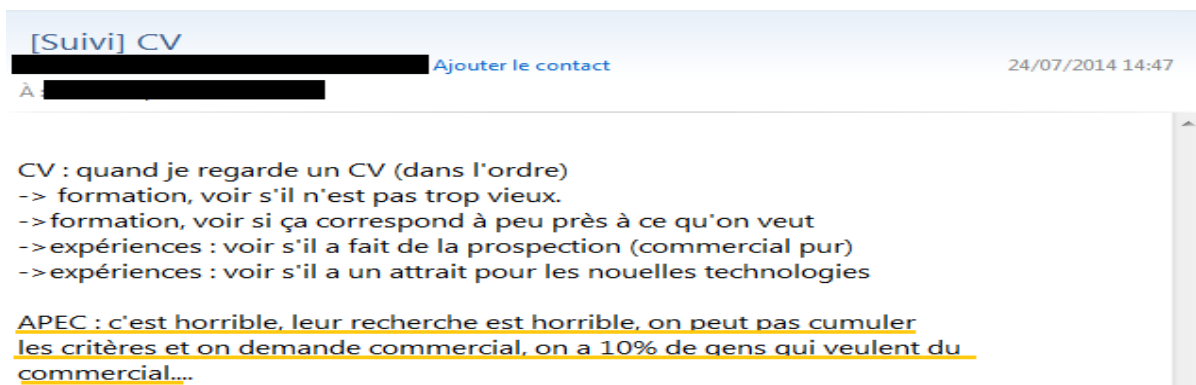 [Suivi] CV
Ajouter le contact 24/07/2014 14:47
À :
CV : quand je regarde un CV (dans l'ordre)
-> formation, voir s'il n'est pas trop vieux.
->formation, voir si ça correspond à peu près à ce qu'on veut
->expériences : voir s'il a fait de la prospection (commercial pur)
->expériences : voir s'il a un attrait pour les nouelles technologies
APEC : c'est horrible, leur recherche est horrible, on peut pas cumuler
les critères et on demande commercial, on a 10% de gens qui veulent du
commercial....